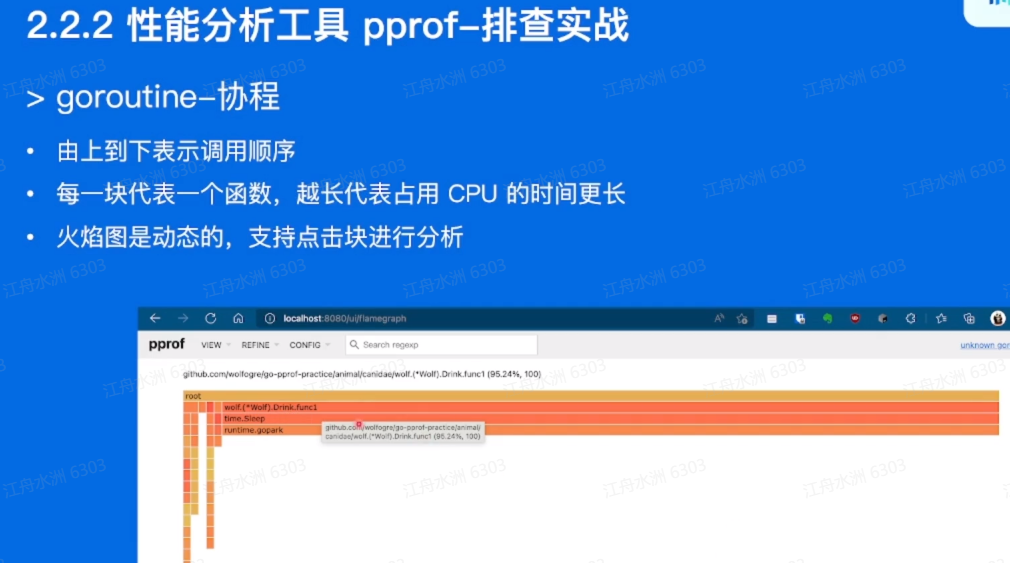 2.2.2 性能分析工具 pprof-排查实战
> goroutine-协程
• 由上到下表示调用顺序
• 每一块代表一个函数，越长代表占用 CPU 的时间更长
• 火焰图是动态的，支持点击块进行分析
localhost:8080/ui/flamegraph
pprof VIEW REFINE CONFIG Search regexp unknown gor
github.com/wolfogre/go-pprof-practice/animal/canidae/wolf.(*Wolf).Drink.func1 (95.24%, 100)
root
wolf.(*Wolf).Drink.func1
time.Sleep
runtime.gopark
github.com/wolfogre/go-pprof-practice/animal/
canidae/wolf.(*Wolf).Drink.func1 (95.24%, 100)
江舟水洲 6303